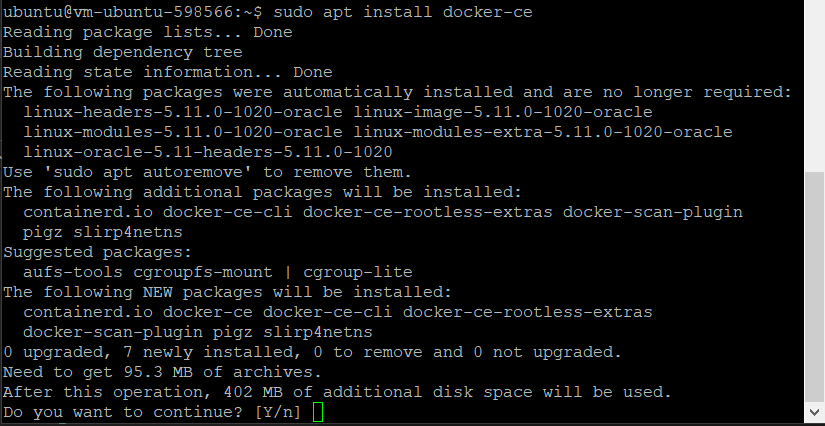 ubuntu@vm-ubuntu-598566:~$ sudo apt install docker-ce
Reading package lists... Done
Building dependency tree
Reading state information... Done
The following packages were automatically installed and are no longer required:
  linux-headers-5.11.0-1020-oracle linux-image-5.11.0-1020-oracle
  linux-modules-5.11.0-1020-oracle linux-modules-extra-5.11.0-1020-oracle
  linux-oracle-5.11-headers-5.11.0-1020
Use 'sudo apt autoremove' to remove them.
The following additional packages will be installed:
  containerd.io docker-ce-cli docker-ce-rootless-extras docker-scan-plugin
  pigz slirp4netns
Suggested packages:
  aufs-tools cgroupfs-mount | cgroup-lite
The following NEW packages will be installed:
  containerd.io docker-ce docker-ce-cli docker-ce-rootless-extras
  docker-scan-plugin pigz slirp4netns
0 upgraded, 7 newly installed, 0 to remove and 0 not upgraded.
Need to get 95.3 MB of archives.
After this operation, 402 MB of additional disk space will be used.
Do you want to continue? [Y/n]